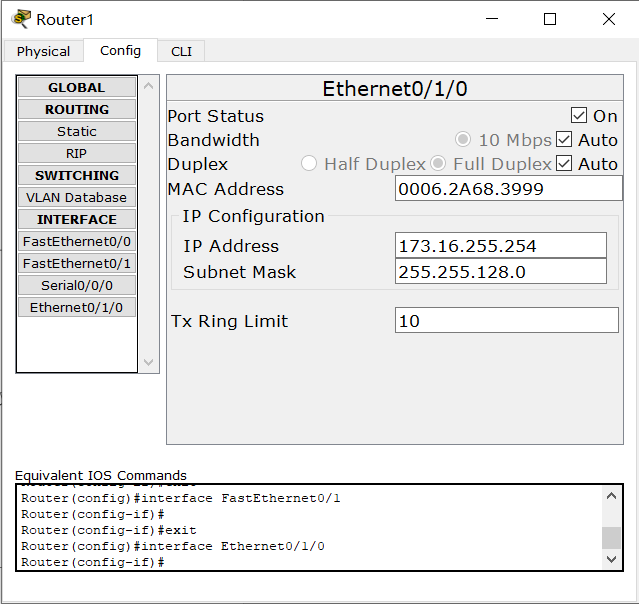 Router1
Physical
Config
CLI
GLOBAL
ROUTING
Static
RIP
SWITCHING
VLAN Database
INTERFACE
FastEthernet0/0
FastEthernet0/1
Serial0/0/0
Ethernet0/1/0
Ethernet0/1/0
Port Status On
Bandwidth 10 Mbps Auto
Duplex Half Duplex Full Duplex Auto
MAC Address 0006.2A68.3999
IP Configuration
IP Address 173.16.255.254
Subnet Mask 255.255.128.0
Tx Ring Limit 10
Equivalent IOS Commands
Router(config)#interface FastEthernet0/1
Router(config-if)#
Router(config-if)#exit
Router(config)#interface Ethernet0/1/0
Router(config-if)#